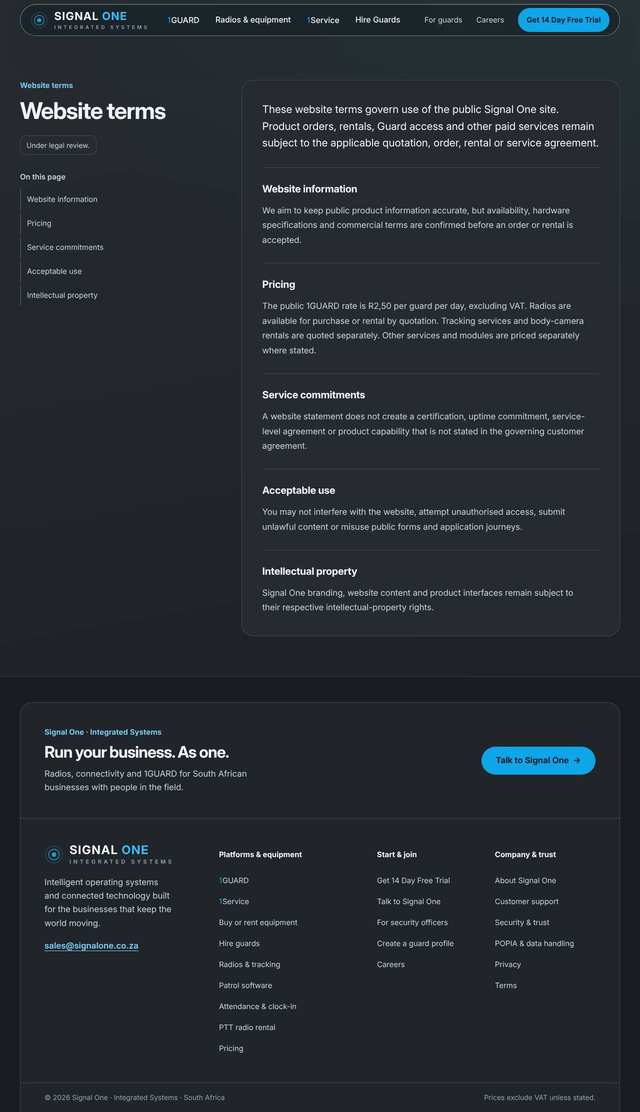 SIGNAL ONE
INTEGRATED SYSTEMS
1GUARD
Radios & equipment
1Service
Hire Guards
For guards
Careers
Get 14 Day Free Trial
Website terms
Website terms
Under legal review.
On this page
Website information
Pricing
Service commitments
Acceptable use
Intellectual property
These website terms govern use of the public Signal One site.
Product orders, rentals, Guard access and other paid services remain
subject to the applicable quotation, order, rental or service agreement.
Website information
We aim to keep public product information accurate, but availability, hardware
specifications and commercial terms are confirmed before an order or rental is
accepted.
Pricing
The public 1GUARD rate is R2,50 per guard per day, excluding VAT. Radios are
available for purchase or rental by quotation. Tracking services and body-camera
rentals are quoted separately. Other services and modules are priced separately
where stated.
Service commitments
A website statement does not create a certification, uptime commitment, service-
level agreement or product capability that is not stated in the governing customer
agreement.
Acceptable use
You may not interfere with the website, attempt unauthorised access, submit
unlawful content or misuse public forms and application journeys.
Intellectual property
Signal One branding, website content and product interfaces remain subject to
their respective intellectual-property rights.
Signal One · Integrated Systems
Run your business. As one.
Radios, connectivity and 1GUARD for South African
businesses with people in the field.
Talk to Signal One →
SIGNAL ONE
INTEGRATED SYSTEMS
Intelligent operating systems
and connected technology built
for the businesses that keep the
world moving.
sales@signalone.co.za
Platforms & equipment
1GUARD
1Service
Buy or rent equipment
Hire guards
Radios & tracking
Patrol software
Attendance & clock-in
PTT radio rental
Pricing
Start & join
Get 14 Day Free Trial
Talk to Signal One
For security officers
Create a guard profile
Careers
Company & trust
About Signal One
Customer support
Security & trust
POPIA & data handling
Privacy
Terms
© 2026 Signal One · Integrated Systems · South Africa
Prices exclude VAT unless stated.